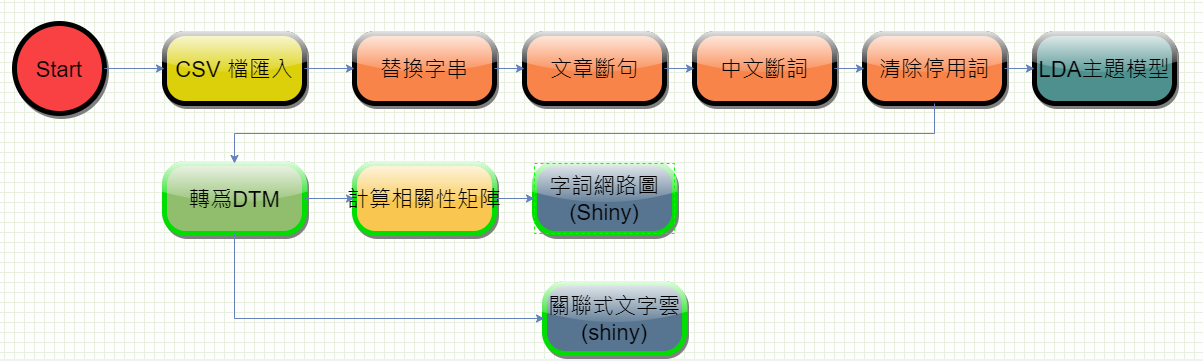 Start
CSV 檔匯入
替換字串
文章斷句
中文斷詞
清除停用詞
LDA主題模型
轉爲DTM
計算相關性矩陣
字詞網路圖
(Shiny)
關聯式文字雲
(shiny)